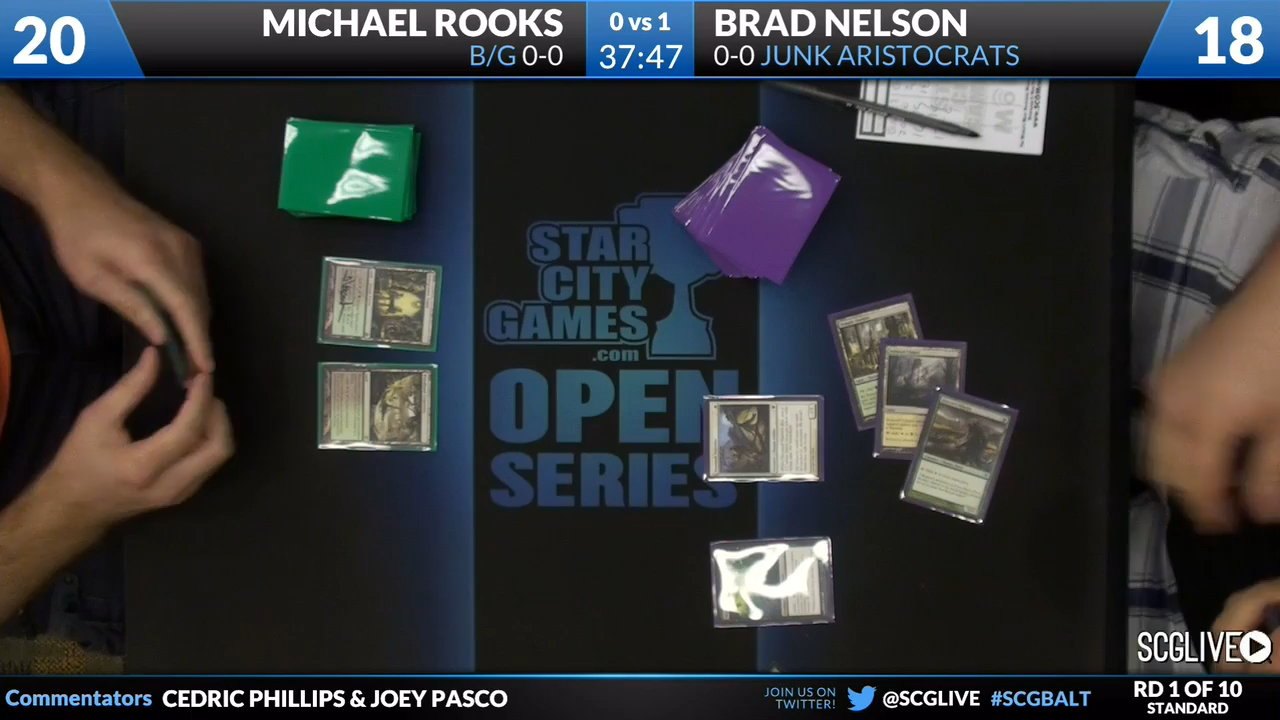 20
MICHAEL ROOKS
B/G 0-0
0 vs 1
37:47
BRAD NELSON
0-0 JUNK ARISTOCRATS
18
STAR
CITY
GAMES
.com
OPEN
SERIES
SCGLIVE
Commentators CEDRIC PHILLIPS & JOEY PASCO
JOIN US ON
TWITTER!
@SCGLIVE #SCGBALT
RD 1 OF 10
STANDARD